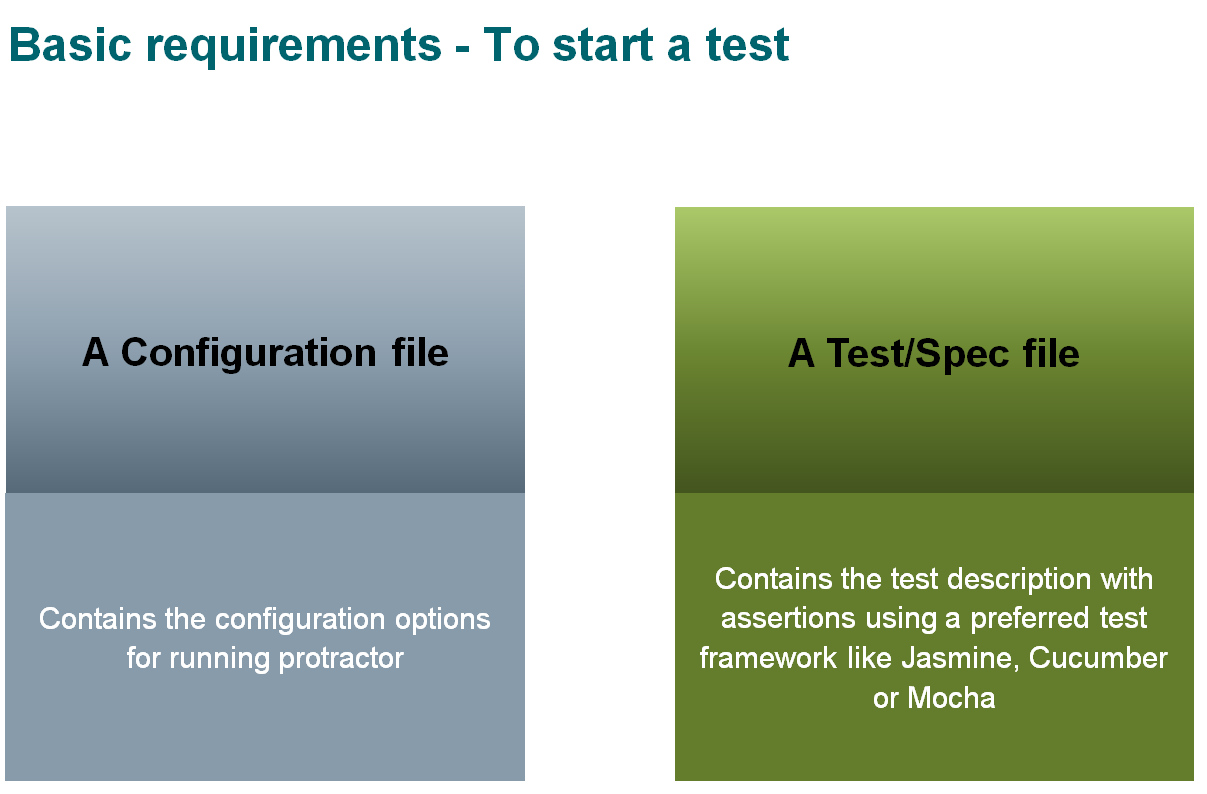 Basic requirements - To start a test
A Configuration file
Contains the configuration options
for running protractor
A Test/Spec file
Contains the test description with
assertions using a preferred test
framework like Jasmine, Cucumber
or Mocha